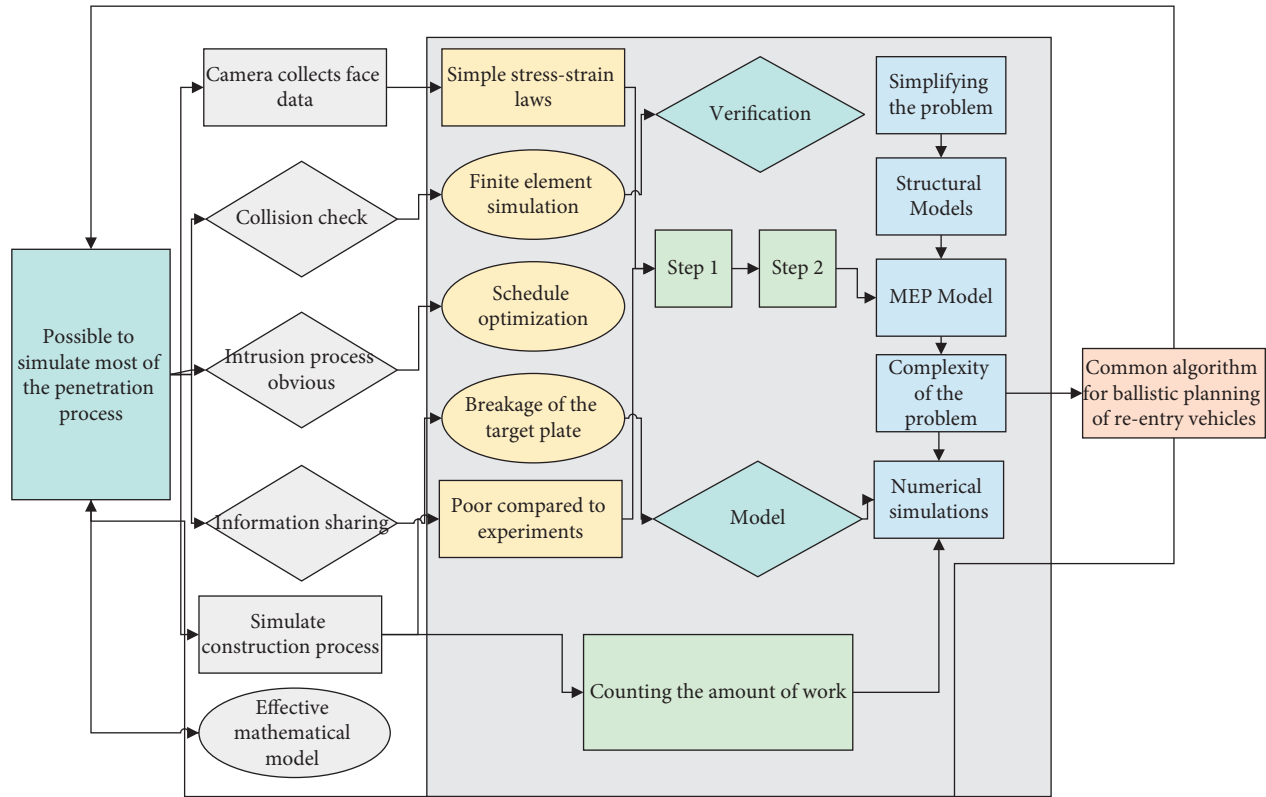 Possible to
simulate most of
the penetration
process
Camera collects face
data
Collision check
Intrusion process
obvious
Information sharing
Simulate
construction process
Effective
mathematical
model
Simple stress-strain
laws
Finite element
simulation
Schedule
optimization
Breakage of the
target plate
Poor compared to
experiments
Verification
Step 1
Step 2
Model
Counting the amount of work
Simplifying
the problem
Structural
Models
MEP Model
Complexity
of the
problem
Numerical
simulations
Common algorithm
for ballistic planning
of re-entry vehicles